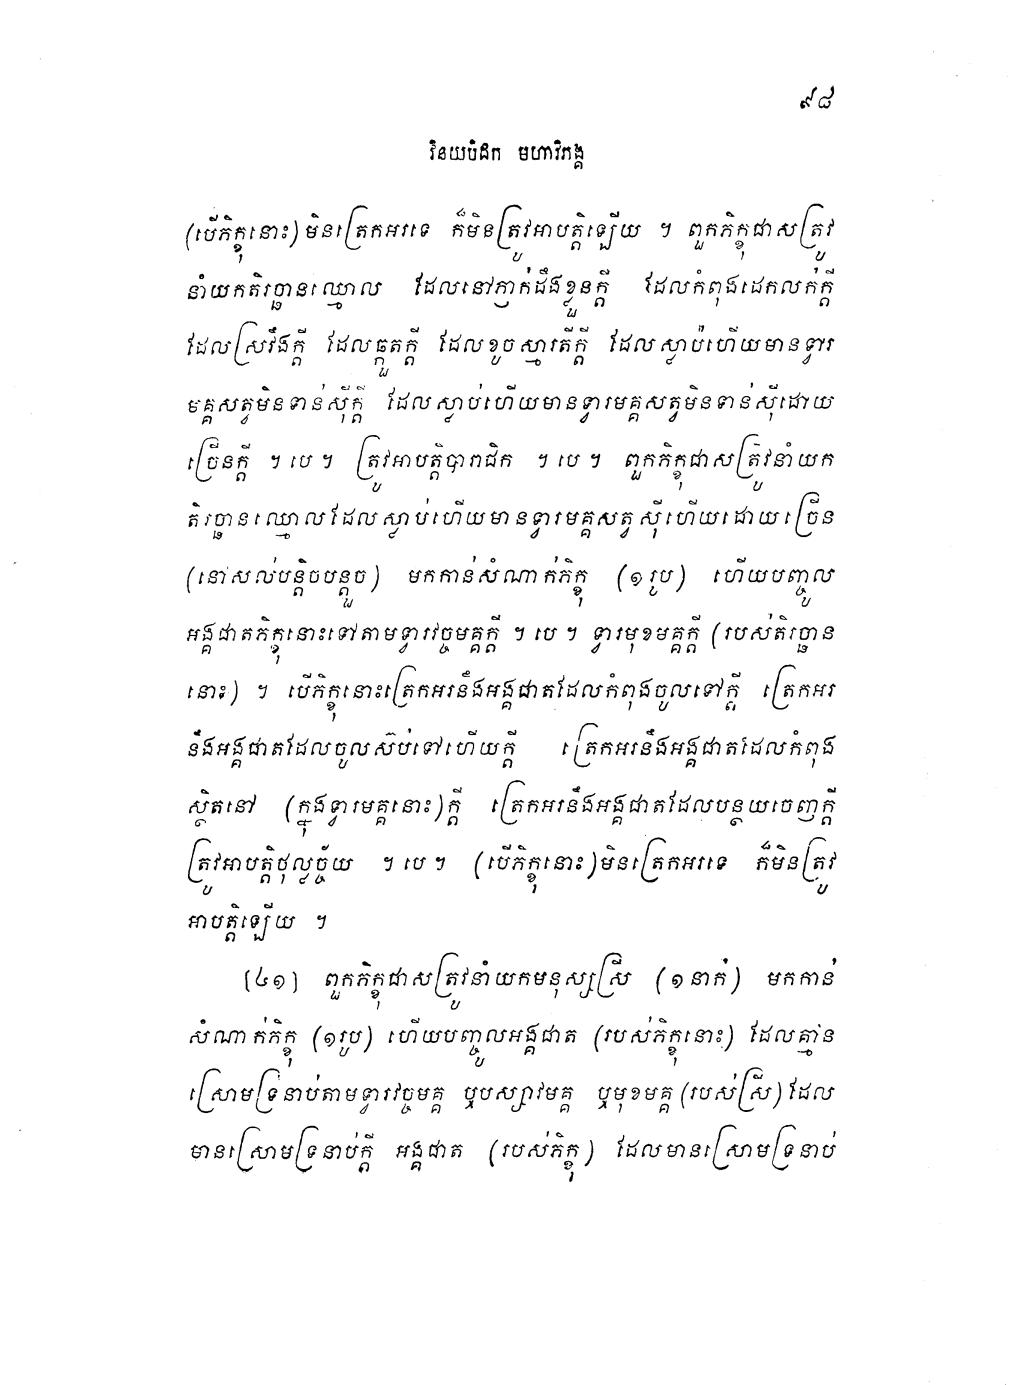 ៩៨
វិនយបិដក មហាវិភង្គ
(បើភិក្ខុនោះ) មិនត្រេកអរទេ ក៏មិនត្រូវអាបត្តិឡើយ ។ ពួកភិក្ខុជាសត្រូវ
នាំយកតិរច្ឆានឈ្មោល ដែលនៅភ្ញាក់ដឹងខ្លួនក្តី ដែលកំពុងដេកលក់ក្តី
ដែលស្រវឹងក្តី ដែលឆ្កួតក្តី ដែលខូចស្មារតីក្តី ដែលស្លាប់ហើយមានទ្វារ
មគ្គសត្វមិនទាន់ស៊ីក្តី ដែលស្លាប់ហើយមានទ្វារមគ្គសត្វមិនទាន់ស៊ីដោយ
ច្រើនក្តី ។ បេ ។ ត្រូវអាបត្តិបារាជិក ។ បេ ។ ពួកភិក្ខុជាសត្រូវនាំយក
តិរច្ឆានឈ្មោលដែលស្លាប់ហើយមានទ្វារមគ្គសត្វស៊ីហើយដោយច្រើន
(នៅសល់បន្តិចបន្តួច) មកកាន់សំណាក់ភិក្ខុ (១រូប) ហើយបញ្ចូល
អង្គជាតភិក្ខុនោះទៅតាមទ្វារវច្ចមគ្គក្តី ។ បេ ។ ទ្វារមុខមគ្គក្តី (របស់តិរច្ឆាន
នោះ) ។ បើភិក្ខុនោះត្រេកអរនឹងអង្គជាតដែលកំពុងចូលទៅក្តី ត្រេកអរ
នឹងអង្គជាតដែលចូលស៊ប់ទៅហើយក្តី ត្រេកអរនឹងអង្គជាតដែលកំពុង
ស្ថិតនៅ (ក្នុងទ្វារមគ្គនោះ) ក្តី ត្រេកអរនឹងអង្គជាតដែលបន្ថយចេញក្តី
ត្រូវអាបត្តិថុល្លច្ច័យ ។ បេ ។ (បើភិក្ខុនោះ) មិនត្រេកអរទេ ក៏មិនត្រូវ
អាបត្តិឡើយ ។
[៤១] ពួកភិក្ខុជាសត្រូវនាំយកមនុស្សស្រី (១នាក់) មកកាន់
សំណាក់ភិក្ខុ (១រូប) ហើយបញ្ចូលអង្គជាត (របស់ភិក្ខុនោះ) ដែលគ្មាន
ស្រោមទ្រនាប់តាមទ្វារវច្ចមគ្គ ឬបស្សាវមគ្គ ឬមុខមគ្គ (របស់ស្រី) ដែល
មានស្រោមទ្រនាប់ក្តី អង្គជាត (របស់ភិក្ខុ) ដែលមានស្រោមទ្រនាប់